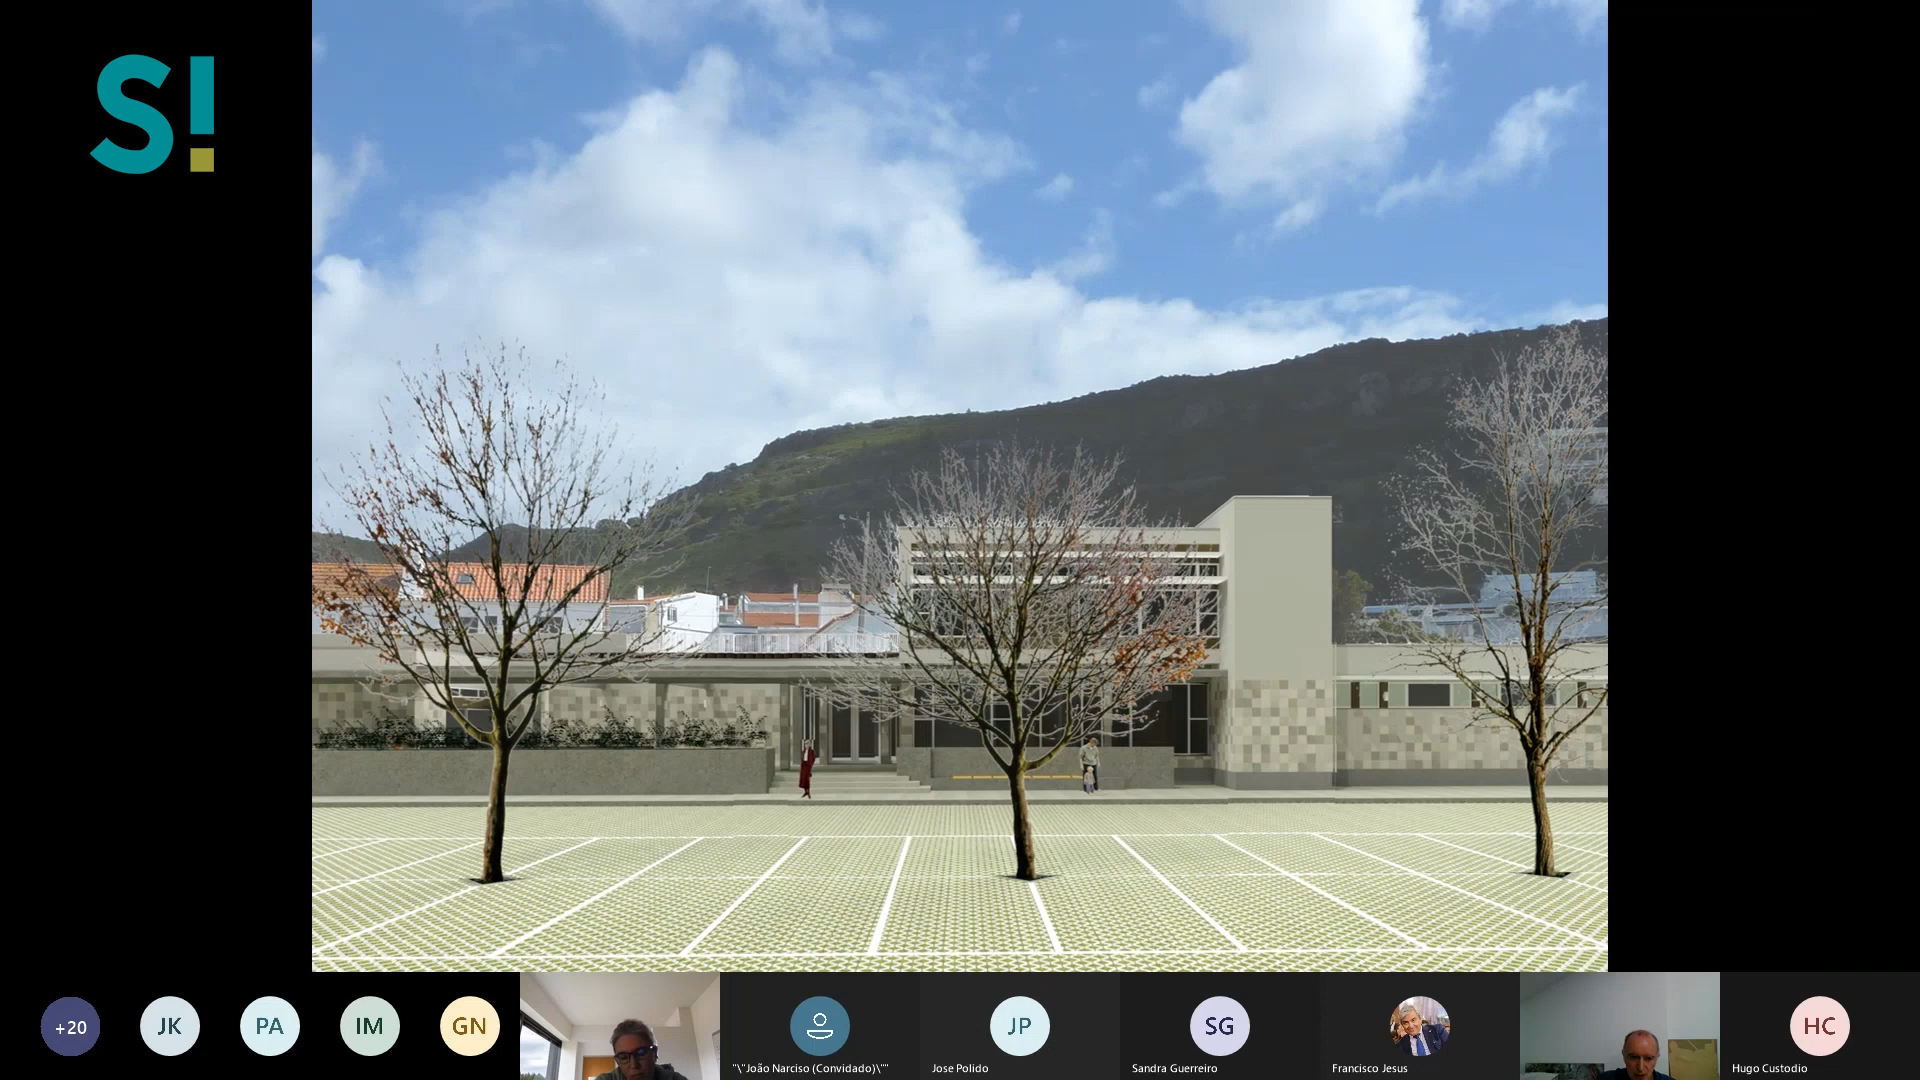 S!
+20
JK
PA
IM
GN
JP
SG
HC
"\"João Narciso (Convidado)\""
Jose Polido
Sandra Guerreiro
Francisco Jesus
Hugo Custodio